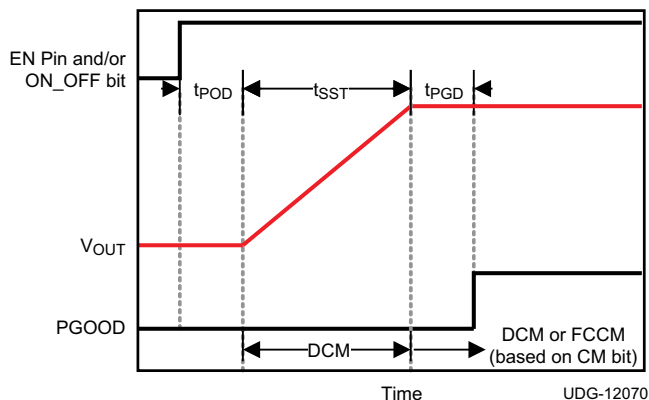 EN Pin and/or
ON_OFF bit
tPOD
tSST
tPGD
VOUT
PGOOD
DCM
DCM or FCCM
(based on CM bit)
Time
UDG-12070